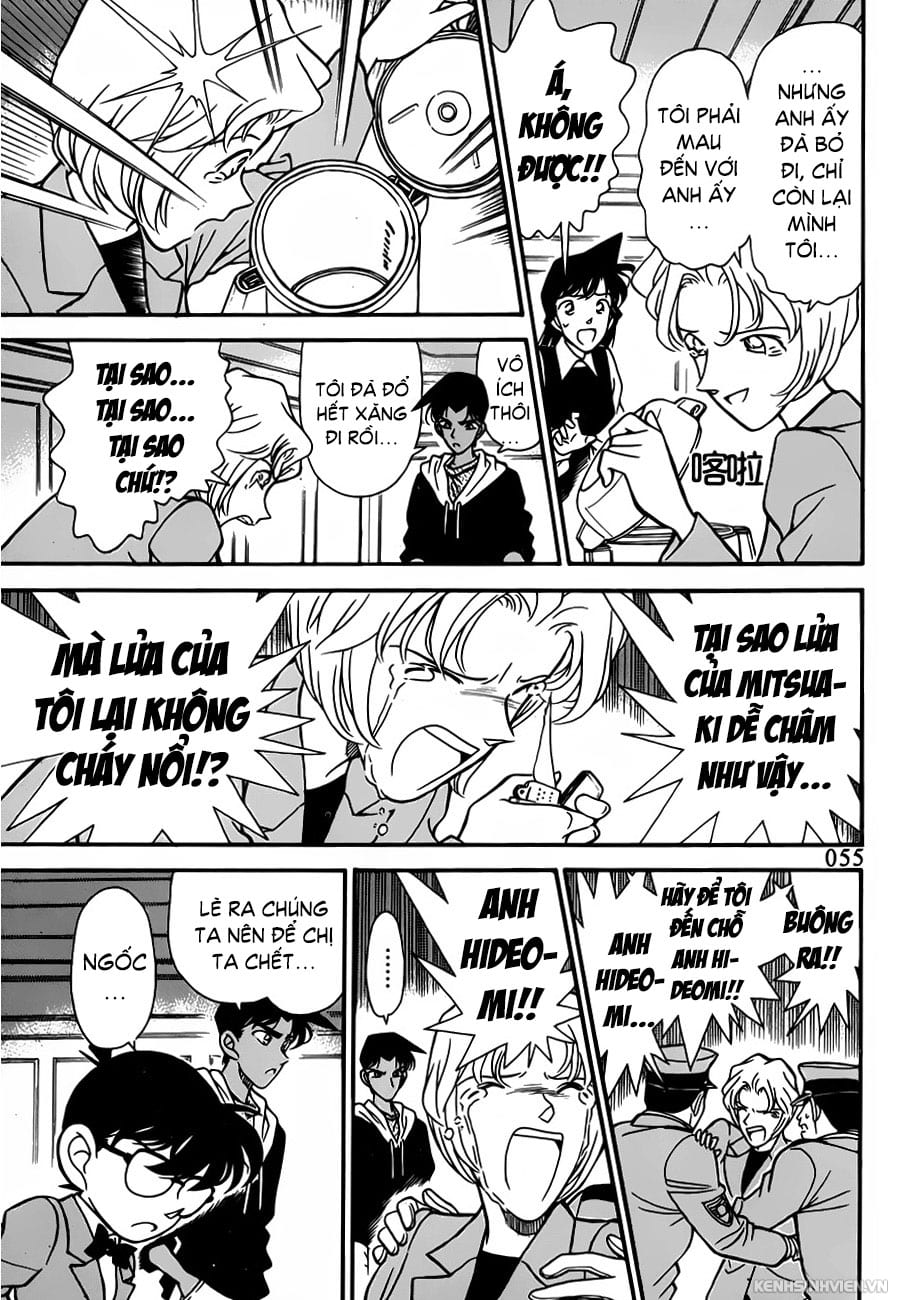 ...
NHƯNG
ANH ẤY
ĐÃ BỎ
ĐI, CHỈ
CÒN LẠI
MÌNH
TÔI...
TÔI PHẢI
MAU
ĐẾN VỚI
ANH ẤY
...
Á,
KHÔNG
ĐƯỢC!!
喀啦
VÔ
ÍCH
THÔI
...
TÔI ĐÃ ĐỔ
HẾT XĂNG
ĐI RỒI...
TẠI SAO...
TẠI SAO...
TẠI SAO
CHỨ!?
TẠI SAO LỬA
CỦA MITSUA-
KI DỄ CHÂM
NHƯ VẬY...
MÀ LỬA CỦA
TÔI LẠI KHÔNG
CHÁY NỔI!?
055
BUÔNG
RA!!
HÃY ĐỂ TÔI
ĐẾN CHỖ
ANH HI-
DEOMI!!
ANH
HIDEO-
MI...
ANH
HIDEO-
MI!!
.......
LẼ RA CHÚNG
TA NÊN ĐỂ CHỊ
TA CHẾT...
NGỐC
...
KENHSINHVIEN.VN